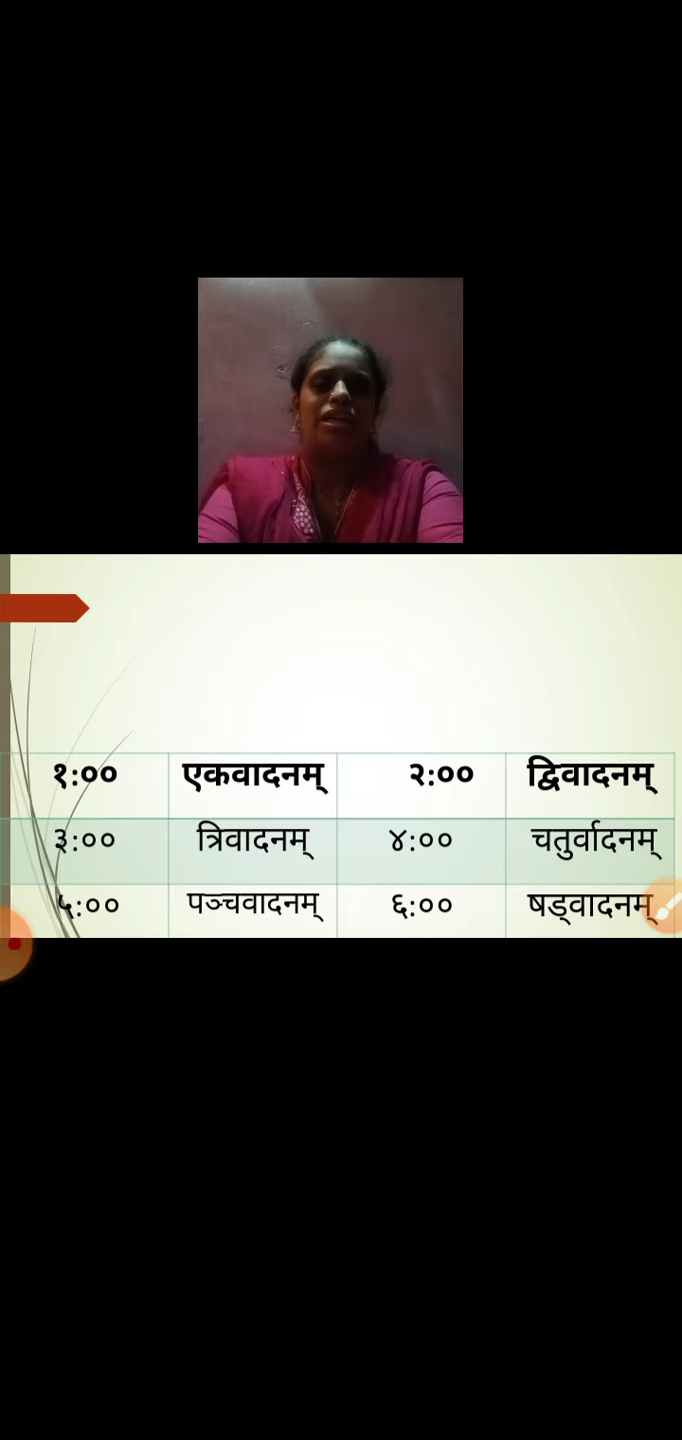 १:०० एकवादनम् २:०० द्विवादनम्
३:०० त्रिवादनम् ४:०० चतुर्वादनम्
५:०० पञ्चवादनम् ६:०० षड्वादनम्